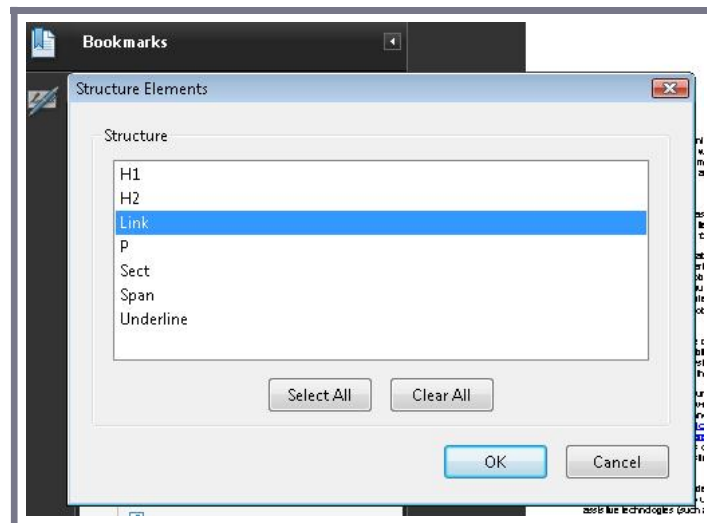 Bookmarks
Structure Elements
Structure
H1
H2
Link
P
Sect
Span
Underline
Select All
Clear All
OK
Cancel
assistive technologies (such